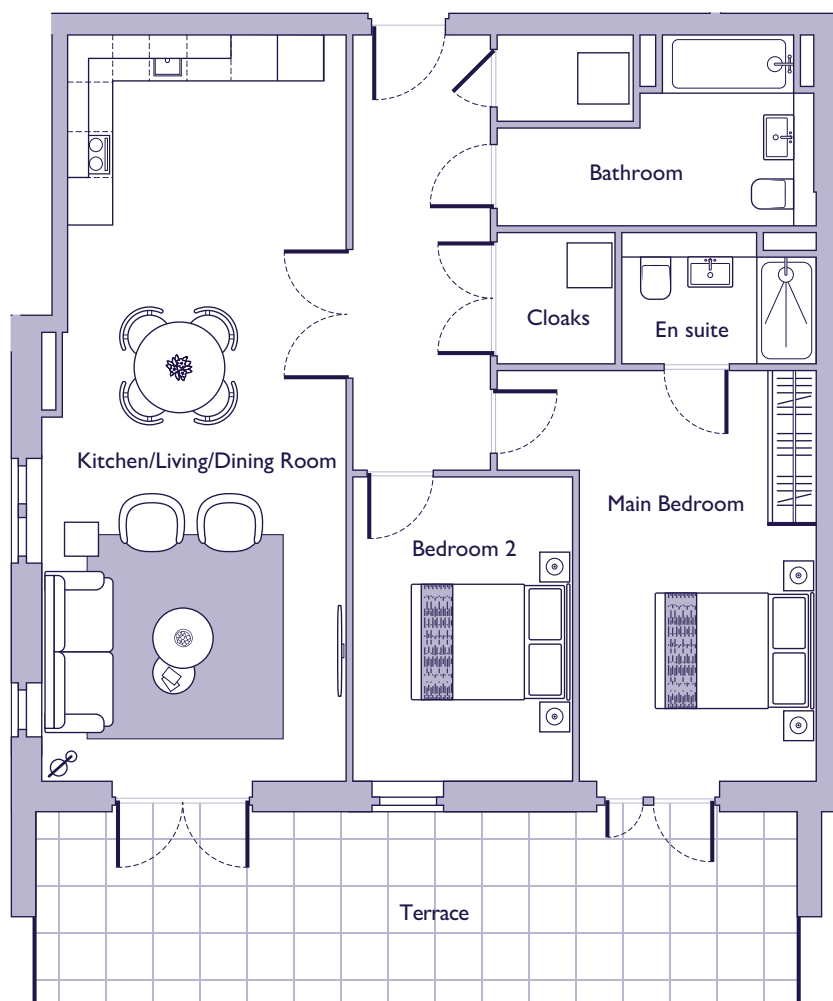 Bathroom
Cloaks
En suite
Kitchen/Living/Dining Room
Main Bedroom
Bedroom 2
Terrace